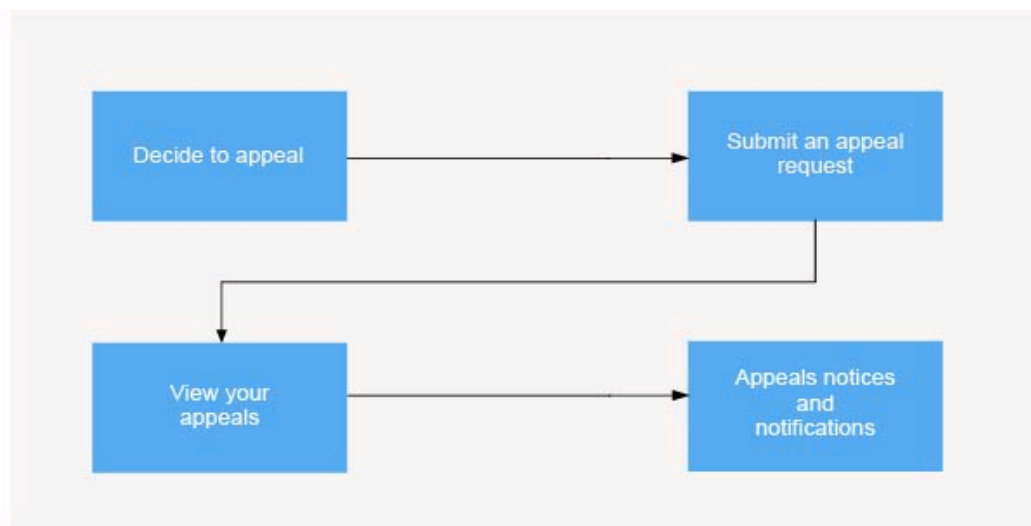 Decide to appeal
Submit an appeal
request
View your
appeals
Appeals notices
and
notifications